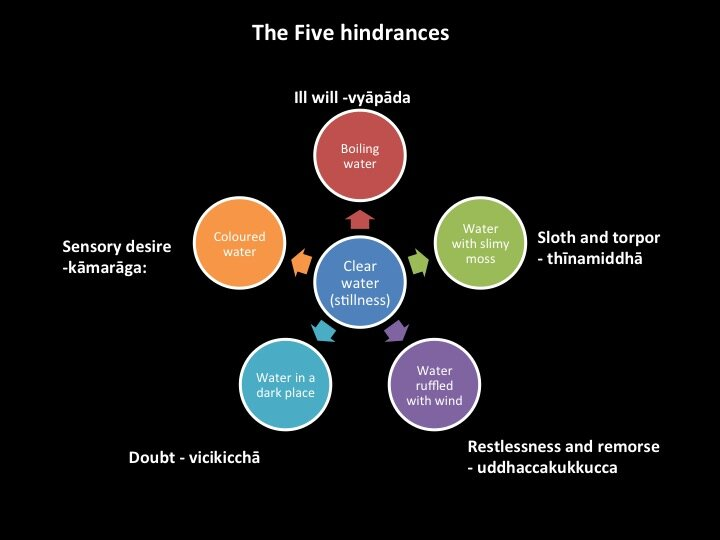 The Five hindrances
Ill will -vyāpāda
Boiling
water
Coloured
water
Sensory desire
-kāmarāga:
Water
with slimy
moss
Sloth and torpor
- thīnamiddhā
Clear
water
(stillness)
Water in a
dark place
Water
ruffled
with wind
Doubt - vicikicchā
Restlessness and remorse
- uddhaccakukkucca